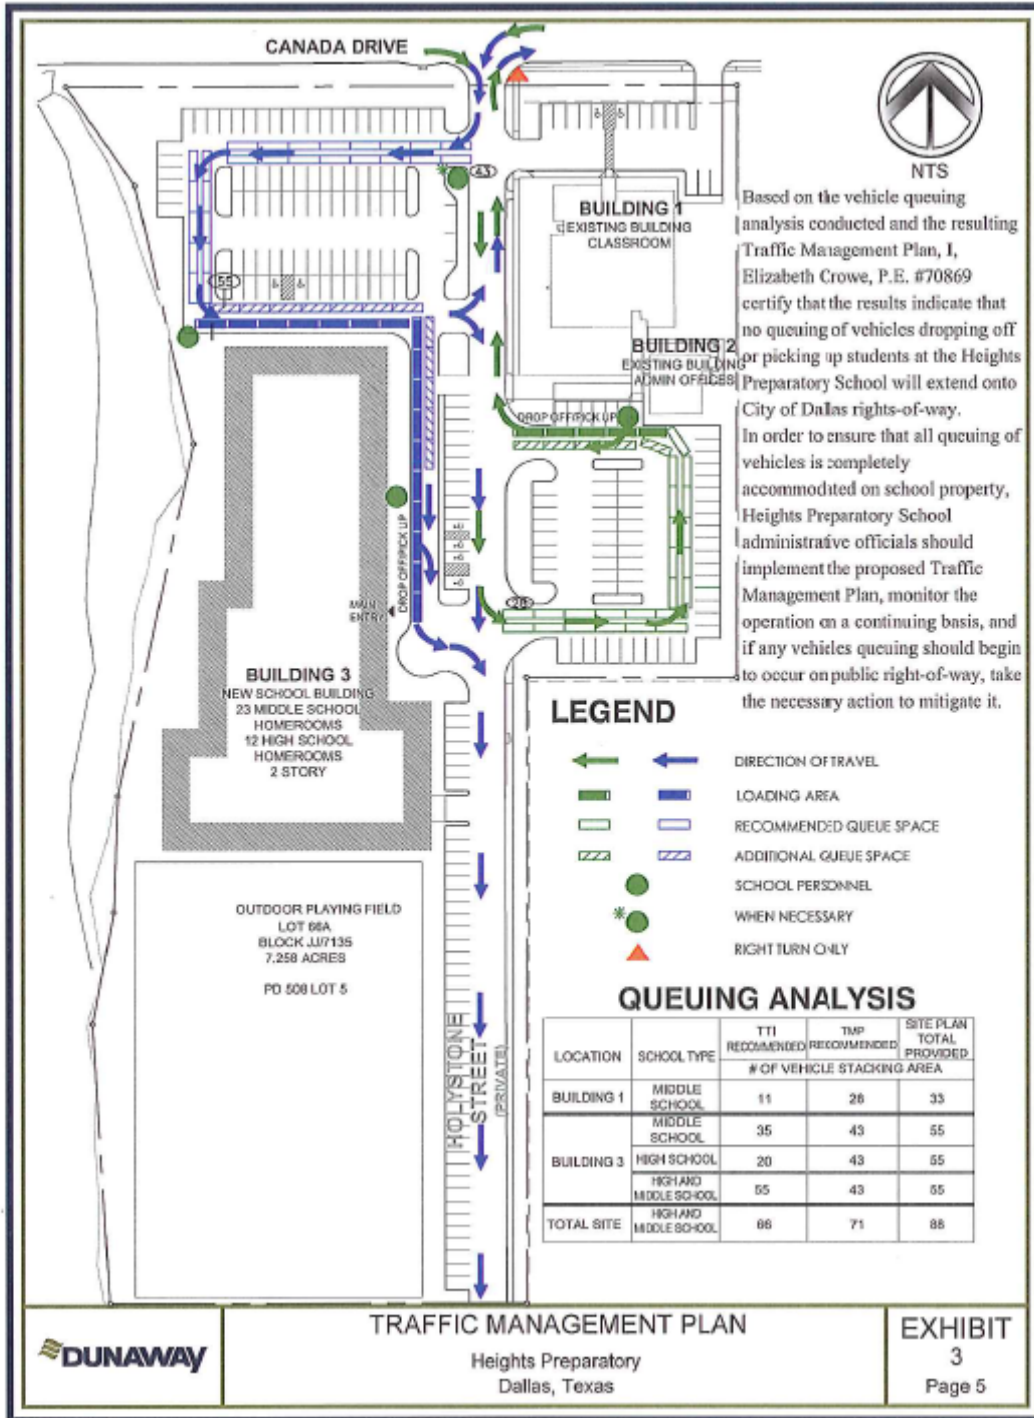 CANADA DRIVE
NTS
43
BUILDING 1
EXISTING BUILDING
CLASSROOM
55
BUILDING 2
EXISTING BUILDING
ADMIN OFFICES
DROP OFF/PICK UP
DROP OFF/PICK UP
MAIN
ENTRY
28
BUILDING 3
NEW SCHOOL BUILDING
23 MIDDLE SCHOOL
HOMEROOMS
12 HIGH SCHOOL
HOMEROOMS
2 STORY
OUTDOOR PLAYING FIELD
LOT 66A
BLOCK JJ/7135
7.258 ACRES
PD 508 LOT 5
HOLYSTONE
STREET
(PRIVATE)
Based on the vehicle queuing
analysis conducted and the resulting
Traffic Management Plan, I,
Elizabeth Crowe, P.E. #70869
certify that the results indicate that
no queuing of vehicles dropping off
or picking up students at the Heights
Preparatory School will extend onto
City of Dallas rights-of-way.
In order to ensure that all queuing of
vehicles is completely
accommodated on school property,
Heights Preparatory School
administrative officials should
implement the proposed Traffic
Management Plan, monitor the
operation on a continuing basis, and
if any vehicles queuing should begin
to occur on public right-of-way, take
the necessary action to mitigate it.
LEGEND
DIRECTION OF TRAVEL
LOADING AREA
RECOMMENDED QUEUE SPACE
ADDITIONAL QUEUE SPACE
SCHOOL PERSONNEL
* WHEN NECESSARY
RIGHT TURN ONLY
QUEUING ANALYSIS
LOCATION SCHOOL TYPE TTI RECOMMENDED TMP RECOMMENDED SITE PLAN TOTAL PROVIDED
# OF VEHICLE STACKING AREA
BUILDING 1 MIDDLE SCHOOL 11 28 33
BUILDING 3 MIDDLE SCHOOL 35 43 55
HIGH SCHOOL 20 43 55
HIGH AND MIDDLE SCHOOL 55 43 55
TOTAL SITE HIGH AND MIDDLE SCHOOL 66 71 88
DUNAWAY
TRAFFIC MANAGEMENT PLAN
Heights Preparatory
Dallas, Texas
EXHIBIT
3
Page 5